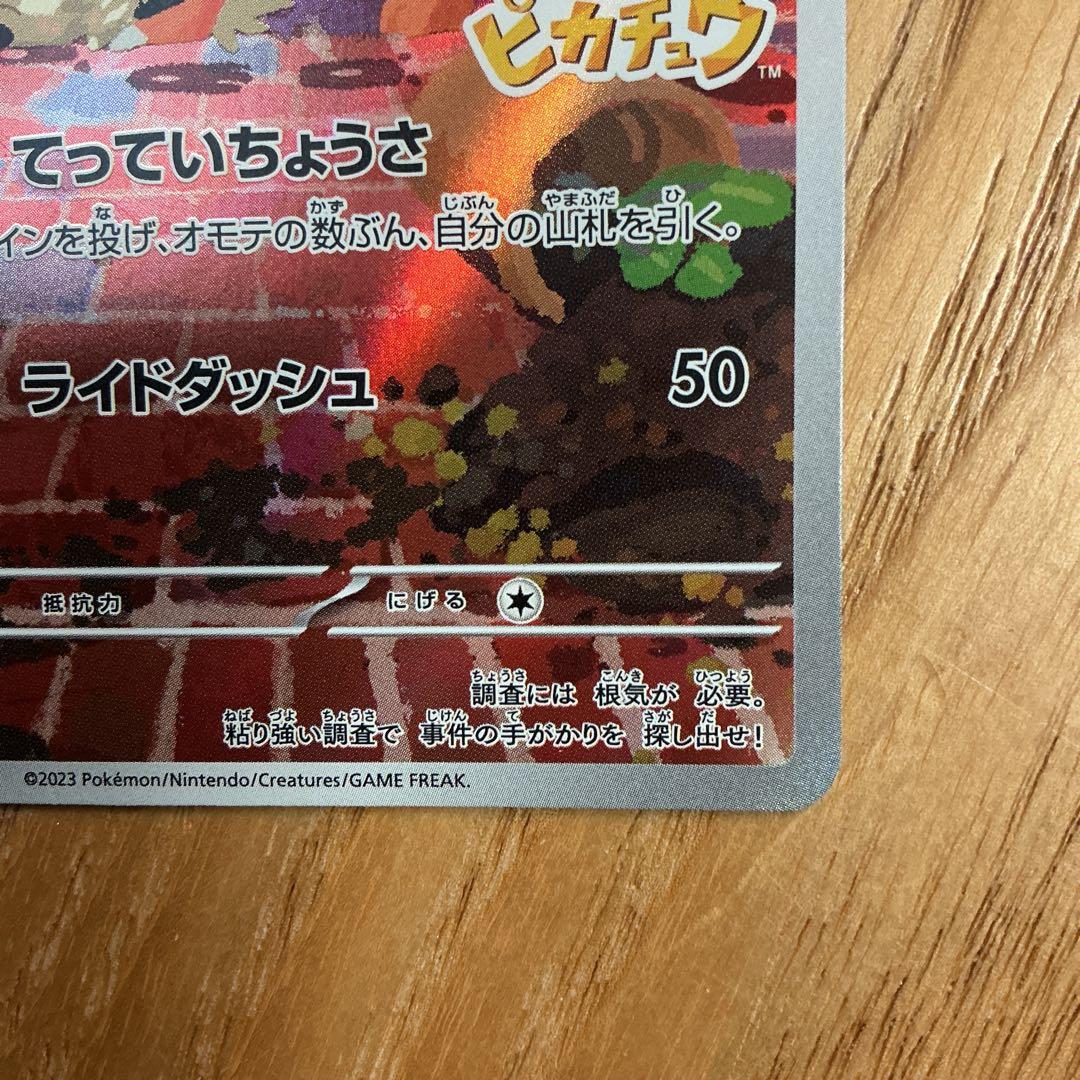 ピカチュウ™
てっていちょうさ
インを投げ、オモテの数ぶん、自分の山札を引く。
ライドダッシュ 50
抵抗力 にげる
調査には 根気が 必要。
粘り強い調査で 事件の手がかりを 探し出せ！
©2023 Pokémon/Nintendo/Creatures/GAME FREAK.